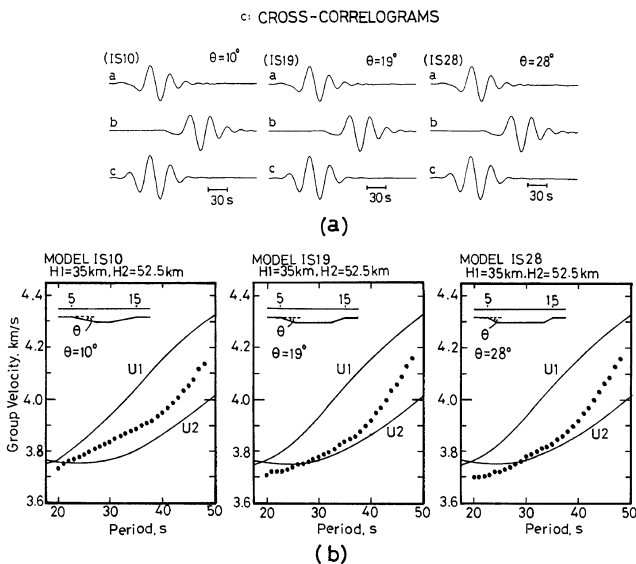 c: CROSS-CORRELOGRAMS
(IS10) θ=10° (IS19) θ=19° (IS28) θ=28°
a a a
b b b
c c c
30s 30s 30s
(a)
MODEL IS10 MODEL IS19 MODEL IS28
H1=35km, H2=52.5km H1=35km, H2=52.5km H1=35km, H2=52.5km
4.4 5 15 5 15 5 15
θ θ θ
θ=10° θ=19° θ=28°
4.2 U1 U1 U1
4.0
U2 U2 U2
3.8
3.6
Group Velocity, km/s
20 30 40 50 20 30 40 50 20 30 40 50
Period, s Period, s Period, s
(b)